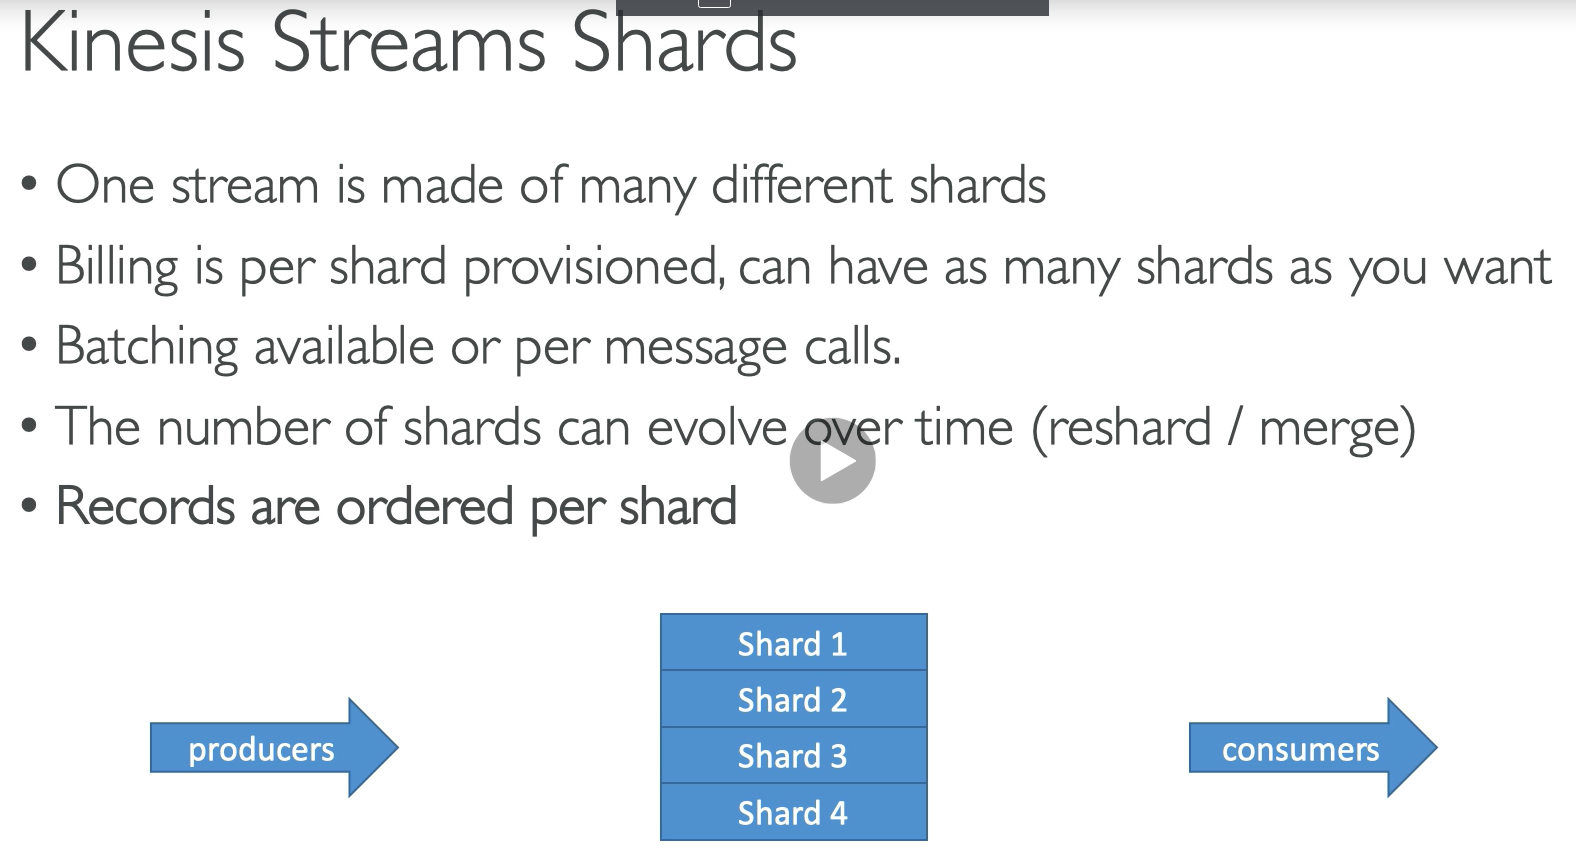 Kinesis Streams Shards
• One stream is made of many different shards
• Billing is per shard provisioned, can have as many shards as you want
• Batching available or per message calls.
• The number of shards can evolve over time (reshard / merge)
• Records are ordered per shard
Shard 1
Shard 2
producers
Shard 3
consumers
Shard 4